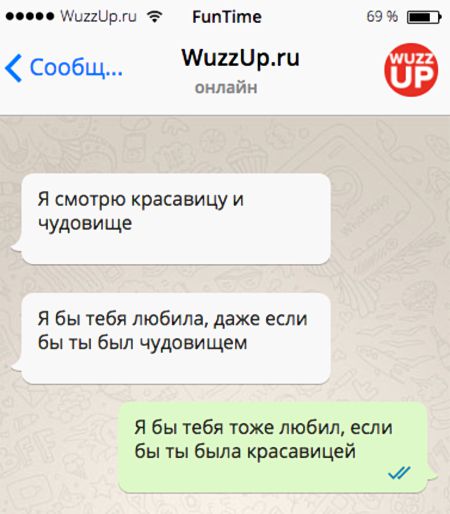 WuzzUp.ru FunTime 69 %
Сообщ... WuzzUp.ru
онлайн
WUZZ
UP
Я смотрю красавицу и
чудовище
Я бы тебя любила, даже если
бы ты был чудовищем
Я бы тебя тоже любил, если
бы ты была красавицей